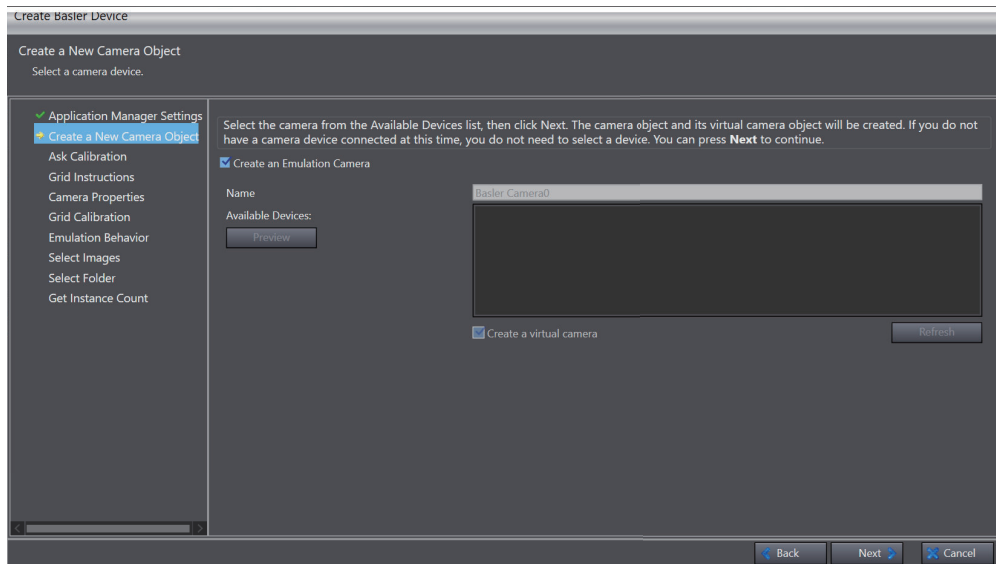 Create Basler Device
Create a New Camera Object
Select a camera device.
Application Manager Settings
Create a New Camera Object
Ask Calibration
Grid Instructions
Camera Properties
Grid Calibration
Emulation Behavior
Select Images
Select Folder
Get Instance Count
Select the camera from the Available Devices list, then click Next. The camera object and its virtual camera object will be created. If you do not
have a camera device connected at this time, you do not need to select a device. You can press Next to continue.
Create an Emulation Camera
Name
Basler Camera0
Available Devices:
Preview
Create a virtual camera
Refresh
Back
Next
Cancel